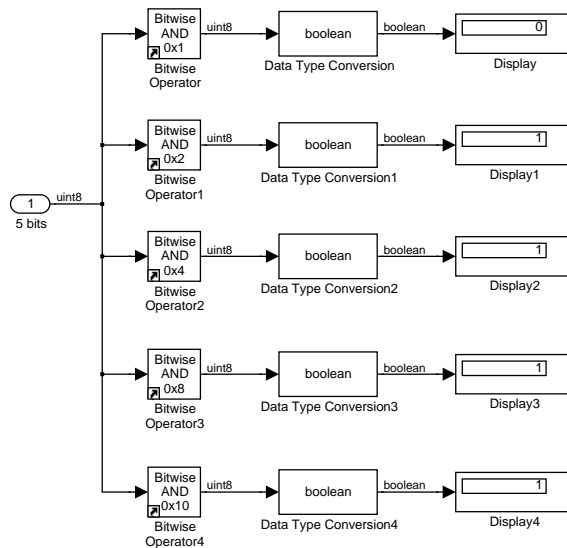 Bitwise
AND
0x1
uint8
boolean
boolean
0
Bitwise
Operator
Data Type Conversion
Display
Bitwise
AND
0x2
uint8
boolean
boolean
1
Bitwise
Operator1
Data Type Conversion1
Display1
1
uint8
5 bits
Bitwise
AND
0x4
uint8
boolean
boolean
1
Bitwise
Operator2
Data Type Conversion2
Display2
Bitwise
AND
0x8
uint8
boolean
boolean
1
Bitwise
Operator3
Data Type Conversion3
Display3
Bitwise
AND
0x10
uint8
boolean
boolean
1
Bitwise
Operator4
Data Type Conversion4
Display4